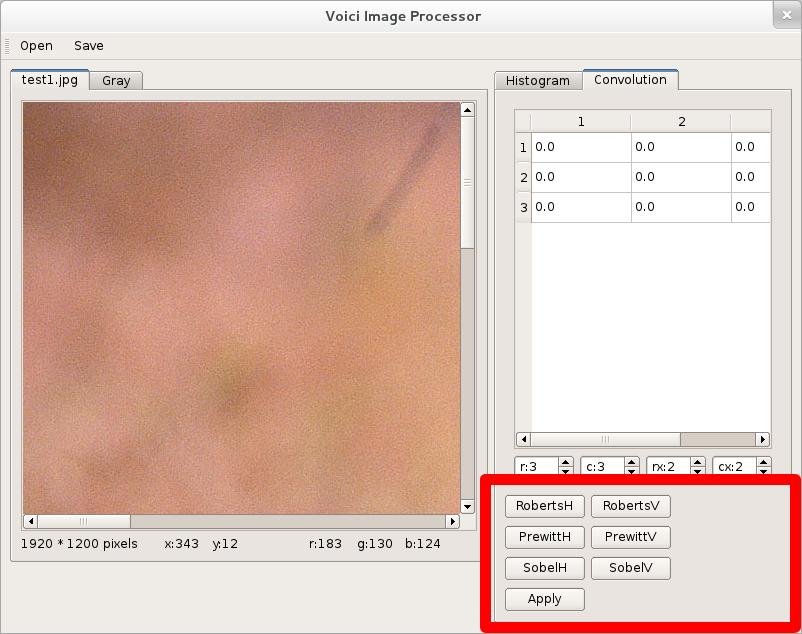 Voici Image Processor
Open Save
test1.jpg Gray
Histogram Convolution
1 2
1 0.0 0.0 0.0
2 0.0 0.0 0.0
3 0.0 0.0 0.0
r:3 c:3 rx:2 cx:2
RobertsH RobertsV
PrewittH PrewittV
SobelH SobelV
Apply
1920 * 1200 pixels x:343 y:12 r:183 g:130 b:124